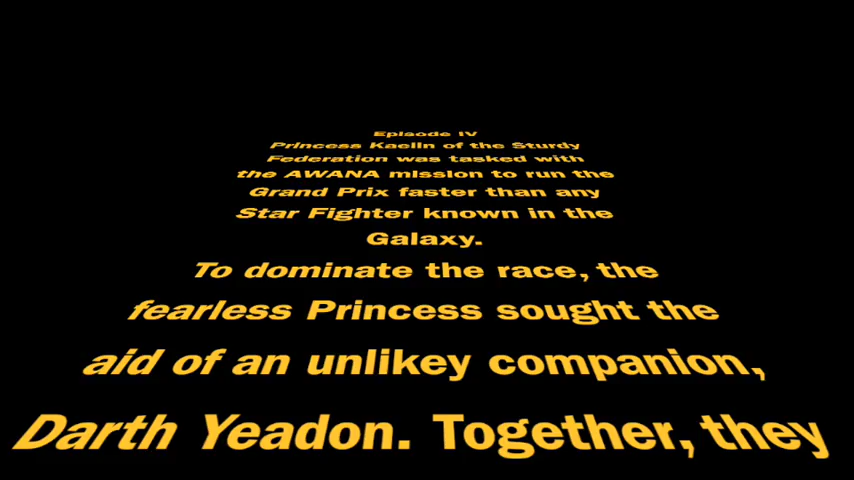 Episode IV
Princess Kaelin of the Sturdy
Federation was tasked with
the AWANA mission to run the
Grand Prix faster than any
Star Fighter known in the
Galaxy.
To dominate the race, the
fearless Princess sought the
aid of an unlikey companion,
Darth Yeadon. Together, they